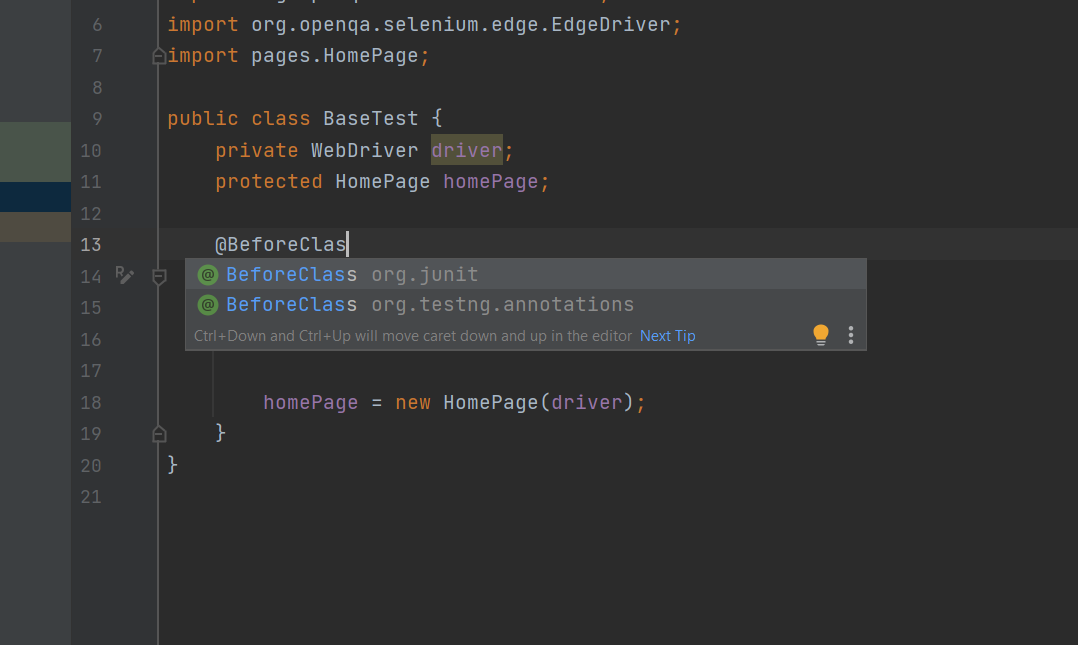 6 import org.openqa.selenium.edge.EdgeDriver;
7 import pages.HomePage;
8
9 public class BaseTest {
10 private WebDriver driver;
11 protected HomePage homePage;
12
13 @BeforeClas
14 @ BeforeClass org.junit
15 @ BeforeClass org.testng.annotations
16 Ctrl+Down and Ctrl+Up will move caret down and up in the editor Next Tip
17
18 homePage = new HomePage(driver);
19 }
20 }
21